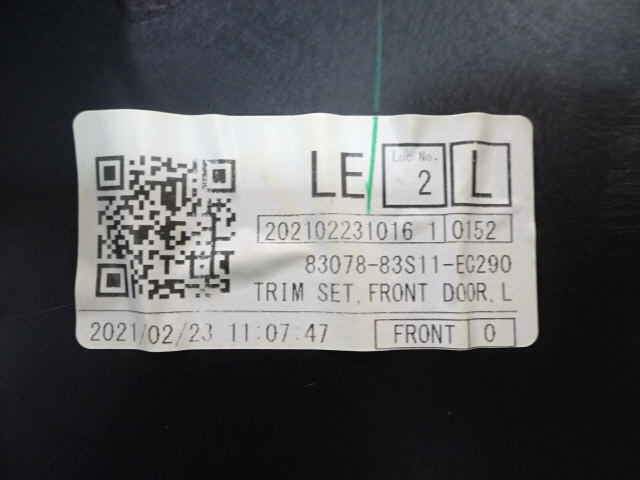 LE Loc No. 2 L
202102231016 1 0152
83078-83S11-EC290
TRIM SET, FRONT DOOR, L
2021/02/23 11:07:47 FRONT 0